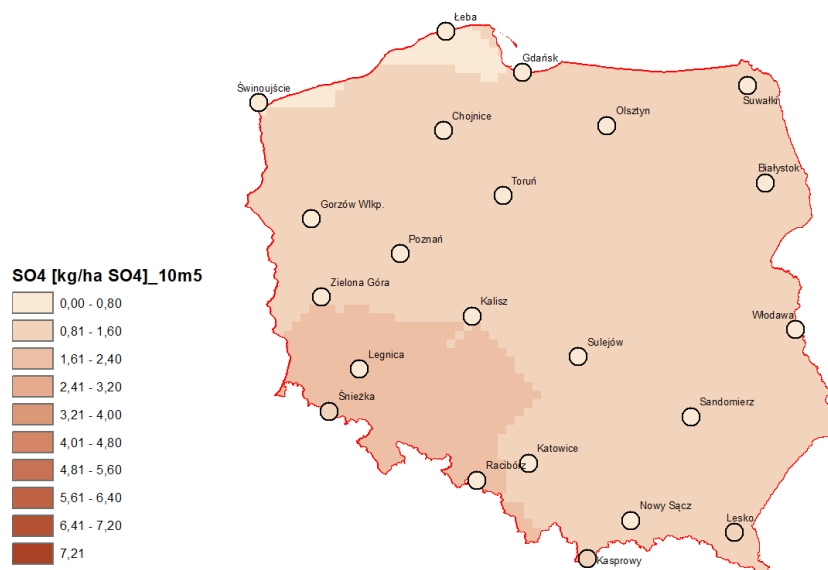 Łeba
Gdańsk
Świnoujście
Suwałki
Chojnice
Olsztyn
Białystok
Toruń
Gorzów Wlkp.
Poznań
SO4 [kg/ha SO4]_10m5
0,00 - 0,80
0,81 - 1,60
1,61 - 2,40
2,41 - 3,20
3,21 - 4,00
4,01 - 4,80
4,81 - 5,60
5,61 - 6,40
6,41 - 7,20
7,21
Zielona Góra
Kalisz
Włodawa
Sulejów
Legnica
Śnieżka
Sandomierz
Katowice
Racibórz
Nowy Sącz
Lesko
Kasprowy